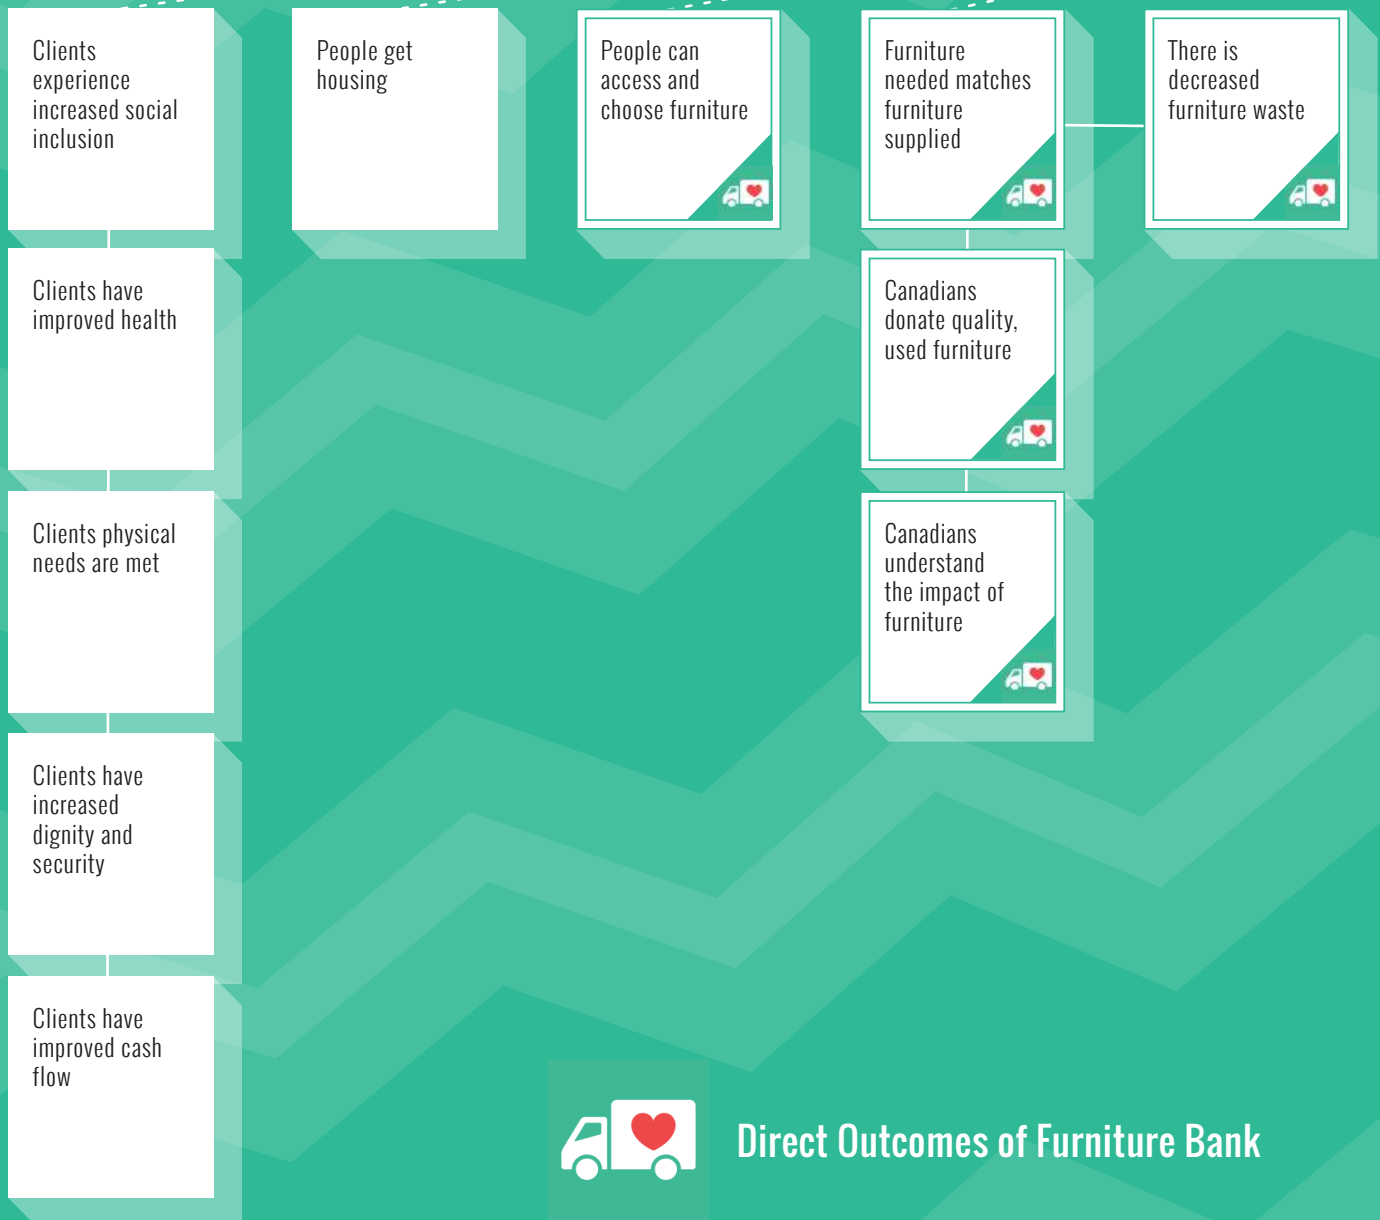 Clients
experience
increased social
inclusion
People get
housing
People can
access and
choose furniture
Furniture
needed matches
furniture
supplied
There is
decreased
furniture waste
Clients have
improved health
Canadians
donate quality,
used furniture
Clients physical
needs are met
Canadians
understand
the impact of
furniture
Clients have
increased
dignity and
security
Clients have
improved cash
flow
Direct Outcomes of Furniture Bank